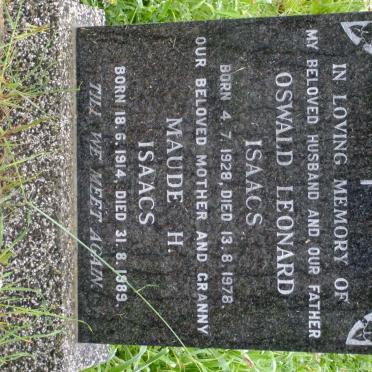 IN LOVING MEMORY OF
MY BELOVED HUSBAND AND OUR FATHER
OSWALD LEONARD
ISAACS
BORN 4. 7. 1928, DIED 13. 8. 1978.
OUR BELOVED MOTHER AND GRANNY
MAUDE H.
ISAACS
BORN 18. 6. 1914. DIED 31. 8. 1989.
TILL WE MEET AGAIN